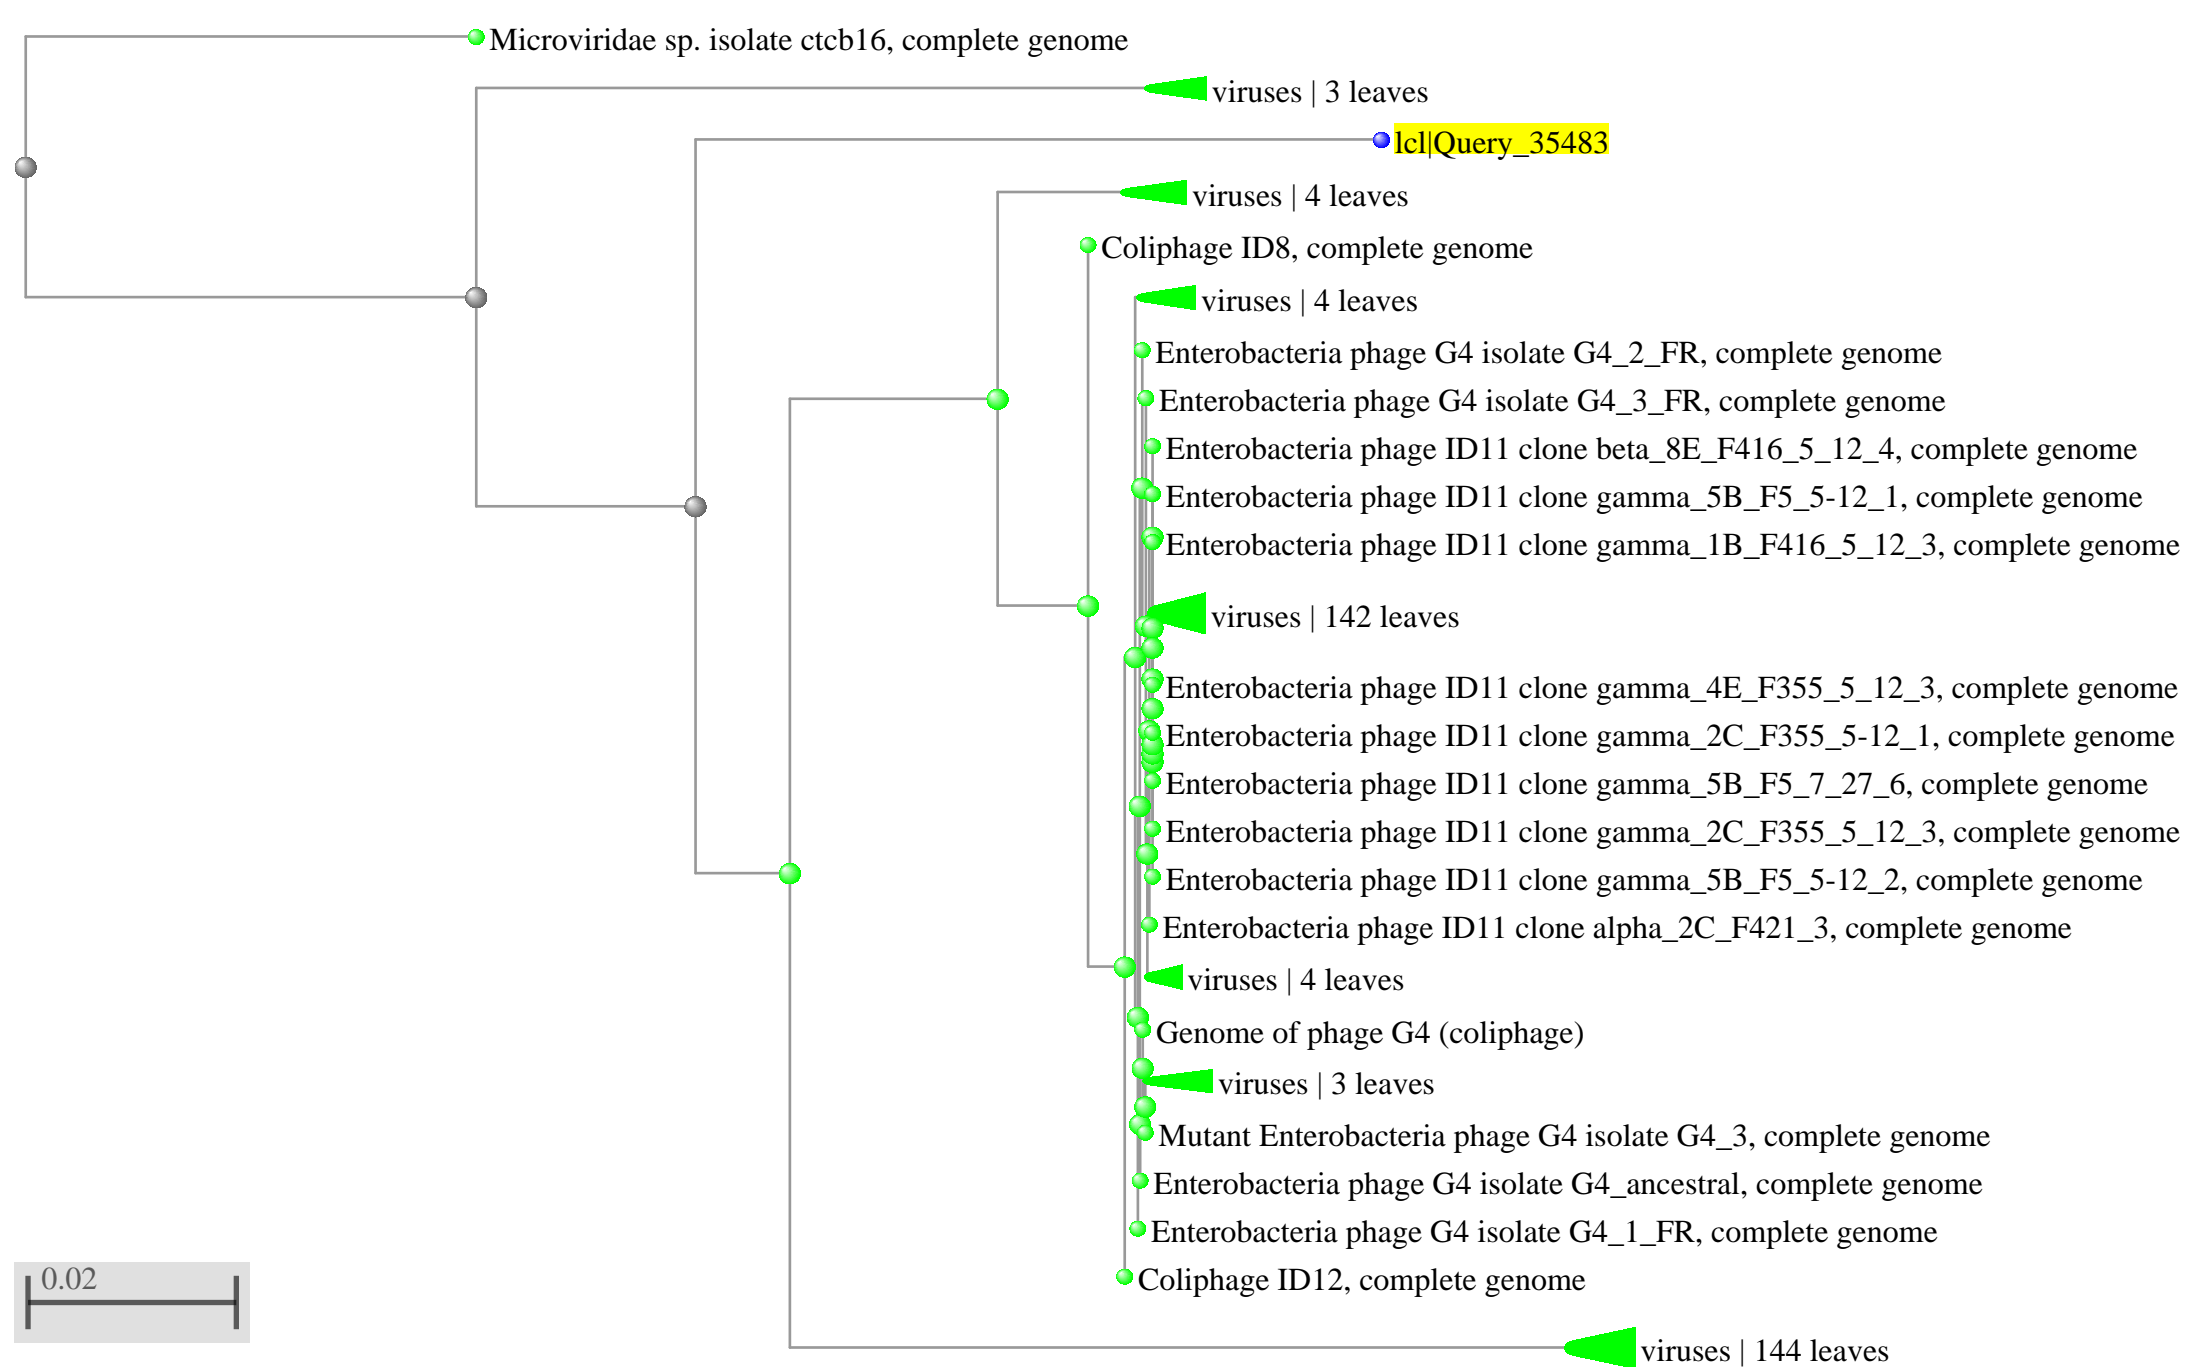 Microviridae sp. isolate ctcb16, complete genome
viruses | 3 leaves
lcl|Query_35483
viruses | 4 leaves
Coliphage ID8, complete genome
viruses | 4 leaves
Enterobacteria phage G4 isolate G4_2_FR, complete genome
Enterobacteria phage G4 isolate G4_3_FR, complete genome
Enterobacteria phage ID11 clone beta_8E_F416_5_12_4, complete genome
Enterobacteria phage ID11 clone gamma_5B_F5_5-12_1, complete genome
Enterobacteria phage ID11 clone gamma_1B_F416_5_12_3, complete genome
viruses | 142 leaves
Enterobacteria phage ID11 clone gamma_4E_F355_5_12_3, complete genome
Enterobacteria phage ID11 clone gamma_2C_F355_5-12_1, complete genome
Enterobacteria phage ID11 clone gamma_5B_F5_7_27_6, complete genome
Enterobacteria phage ID11 clone gamma_2C_F355_5_12_3, complete genome
Enterobacteria phage ID11 clone gamma_5B_F5_5-12_2, complete genome
Enterobacteria phage ID11 clone alpha_2C_F421_3, complete genome
viruses | 4 leaves
Genome of phage G4 (coliphage)
viruses | 3 leaves
Mutant Enterobacteria phage G4 isolate G4_3, complete genome
Enterobacteria phage G4 isolate G4_ancestral, complete genome
Enterobacteria phage G4 isolate G4_1_FR, complete genome
Coliphage ID12, complete genome
0.02
viruses | 144 leaves